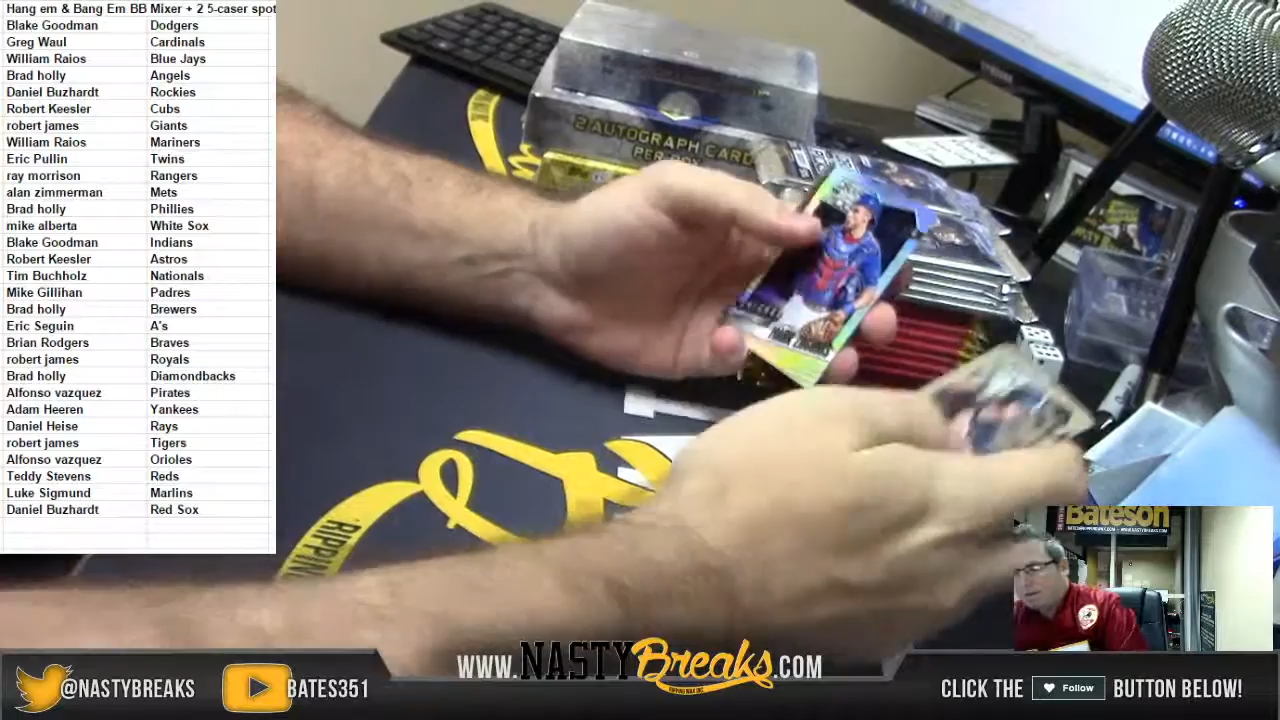 Hang em & Bang Em BB Mixer + 2 5-caser spot
Blake Goodman Dodgers
Greg Waul Cardinals
William Raios Blue Jays
Brad holly Angels
Daniel Buzhardt Rockies
Robert Keesler Cubs
robert james Giants
William Raios Mariners
Eric Pullin Twins
ray morrison Rangers
alan zimmerman Mets
Brad holly Phillies
mike alberta White Sox
Blake Goodman Indians
Robert Keesler Astros
Tim Buchholz Nationals
Mike Gillihan Padres
Brad holly Brewers
Eric Seguin A's
Brian Rodgers Braves
robert james Royals
Brad holly Diamondbacks
Alfonso vazquez Pirates
Adam Heeren Yankees
Daniel Heise Rays
robert james Tigers
Alfonso vazquez Orioles
Teddy Stevens Reds
Luke Sigmund Marlins
Daniel Buzhardt Red Sox
2 AUTOGRAPH CARD
PER BOX
RIPPING
Bateson
@NASTYBREAKS
BATES351
WWW.NASTYBreaks.COM
RIPPING WAX INC.
CLICK THE Follow BUTTON BELOW!